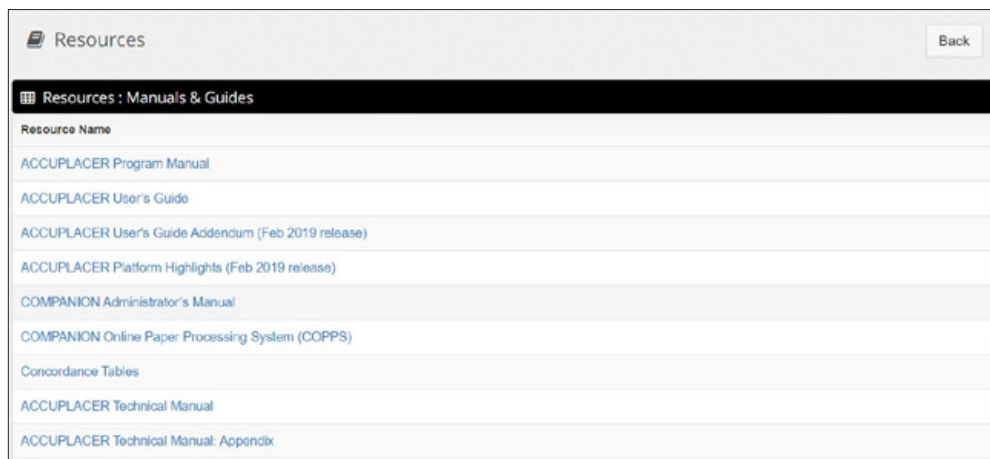 Resources
Back
Resources : Manuals & Guides
Resource Name
ACCUPLACER Program Manual
ACCUPLACER User's Guide
ACCUPLACER User's Guide Addendum (Feb 2019 release)
ACCUPLACER Platform Highlights (Feb 2019 release)
COMPANION Administrator's Manual
COMPANION Online Paper Processing System (COPPS)
Concordance Tables
ACCUPLACER Technical Manual
ACCUPLACER Technical Manual: Appendix